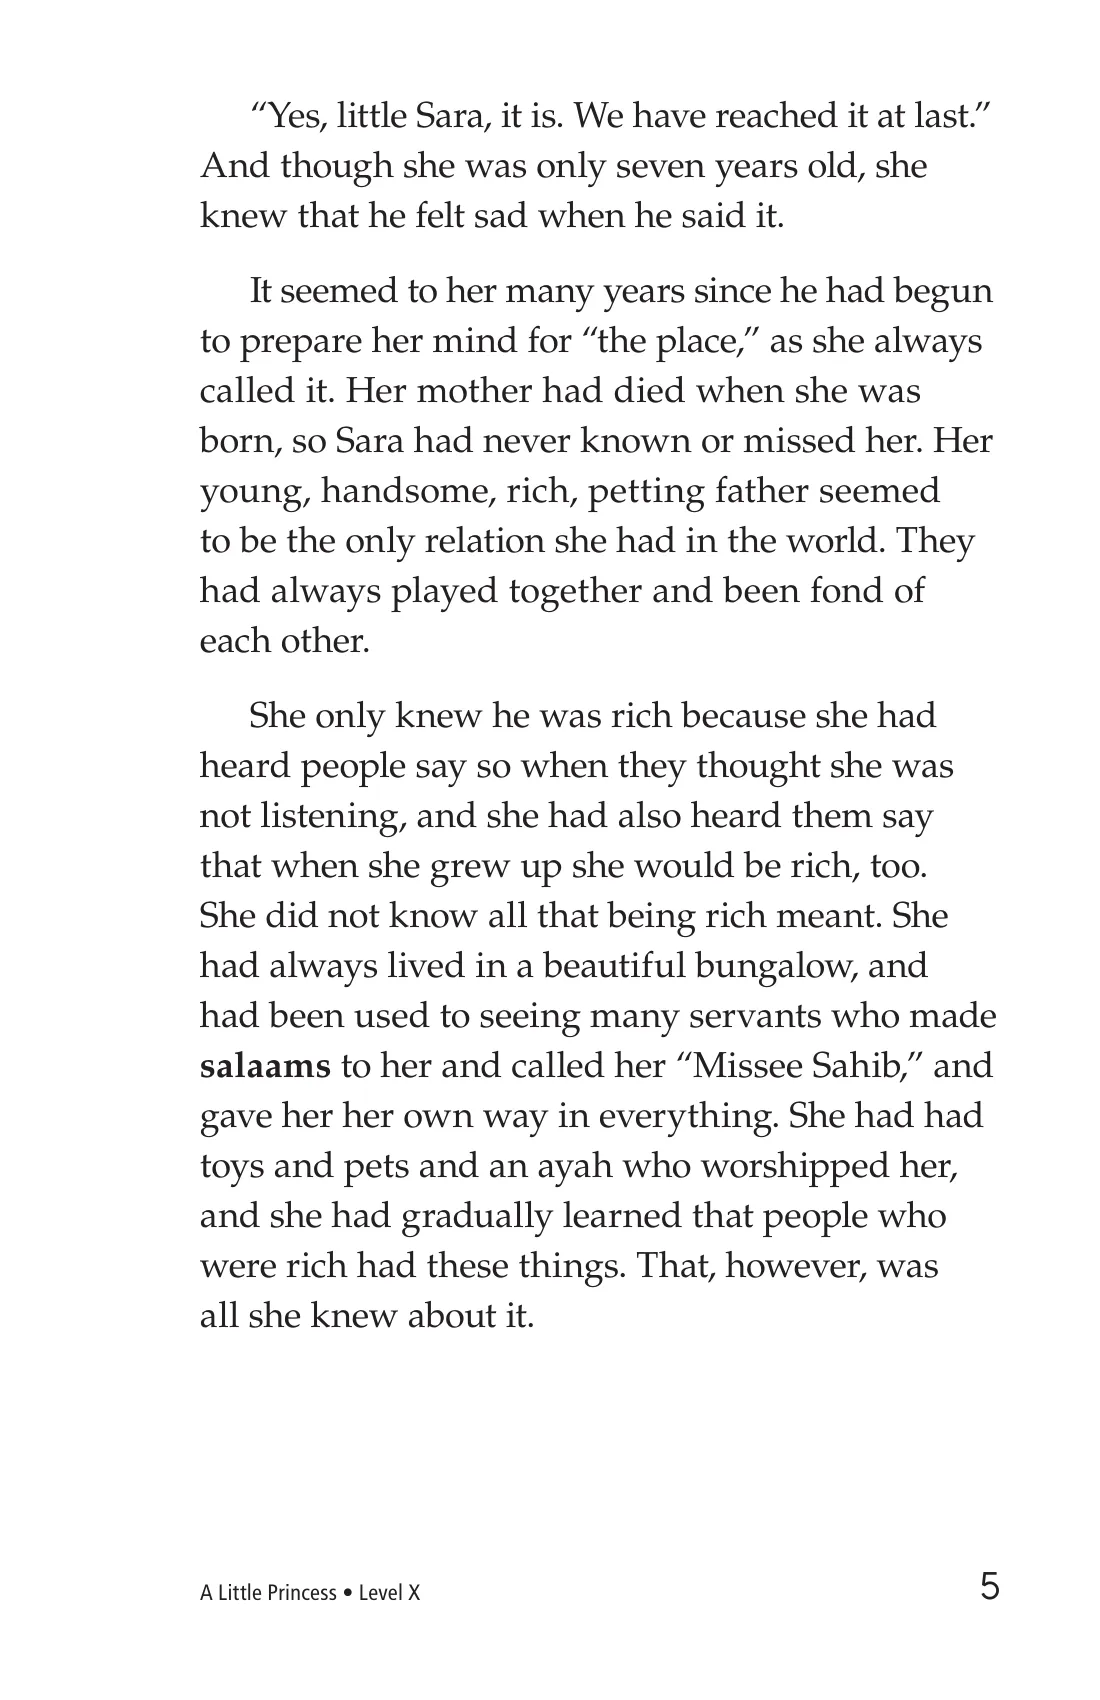 “Yes, little Sara, it is. We have reached it at last.”
And though she was only seven years old, she
knew that he felt sad when he said it.
It seemed to her many years since he had begun
to prepare her mind for “the place,” as she always
called it. Her mother had died when she was
born, so Sara had never known or missed her. Her
young, handsome, rich, petting father seemed
to be the only relation she had in the world. They
had always played together and been fond of
each other.
She only knew he was rich because she had
heard people say so when they thought she was
not listening, and she had also heard them say
that when she grew up she would be rich, too.
She did not know all that being rich meant. She
had always lived in a beautiful bungalow, and
had been used to seeing many servants who made
salaams to her and called her “Missee Sahib,” and
gave her her own way in everything. She had had
toys and pets and an ayah who worshipped her,
and she had gradually learned that people who
were rich had these things. That, however, was
all she knew about it.
A Little Princess • Level X
5